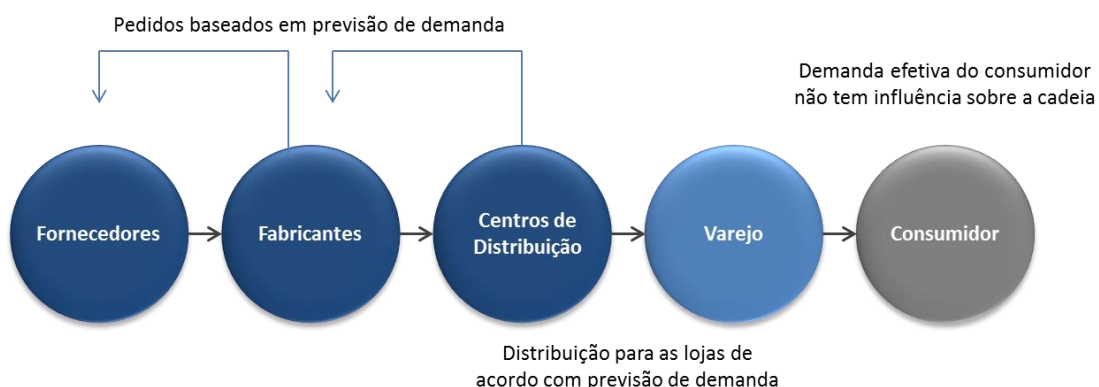 Pedidos baseados em previsão de demanda
Demanda efetiva do consumidor
não tem influência sobre a cadeia
Fornecedores
Fabricantes
Centros de
Distribuição
Varejo
Consumidor
Distribuição para as lojas de
acordo com previsão de demanda